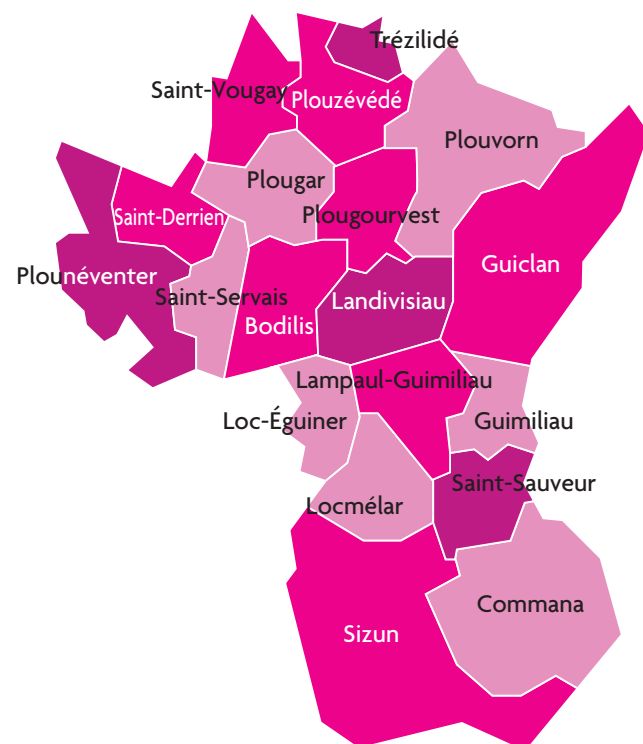 Trézilidé
Saint-Vougay
Plouzévédé
Plouvorn
Plougar
Saint-Derrien
Plougourvest
Guiclan
Plounéventer
Saint-Servais
Landivisiau
Bodilis
Lampaul-Guimiliau
Loc-Éguiner
Guimiliau
Saint-Sauveur
Locmélar
Commana
Sizun